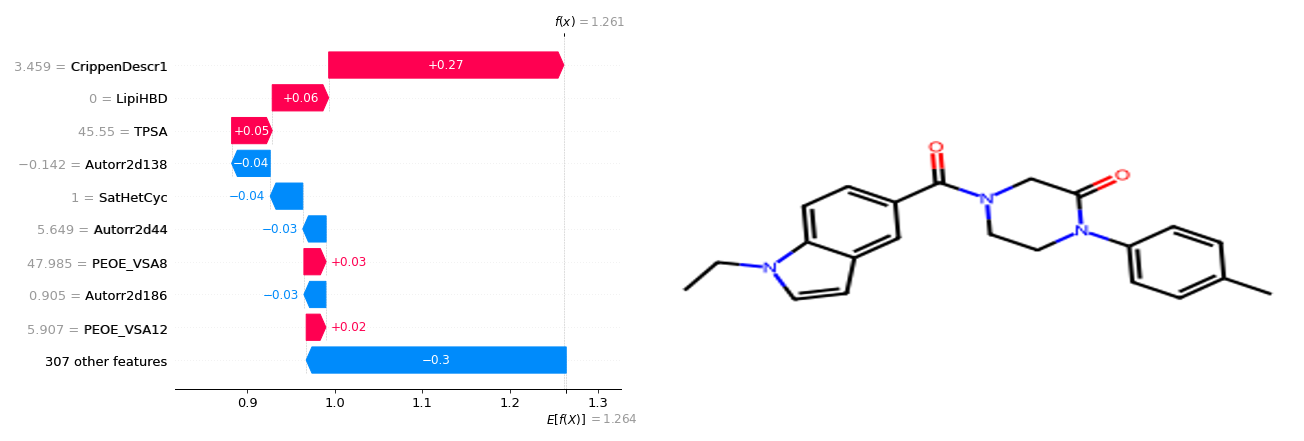 f(x) = 1.261
3.459 = CrippenDescr1
+0.27
0 = LipiHBD
+0.06
45.55 = TPSA
+0.05
−0.142 = Autorr2d138
−0.04
1 = SatHetCyc
−0.04
5.649 = Autorr2d44
−0.03
47.985 = PEOE_VSA8
+0.03
0.905 = Autorr2d186
−0.03
5.907 = PEOE_VSA12
+0.02
307 other features
−0.3
0.9 1.0 1.1 1.2 1.3
E[f(X)] = 1.264
O
N
O
N
N